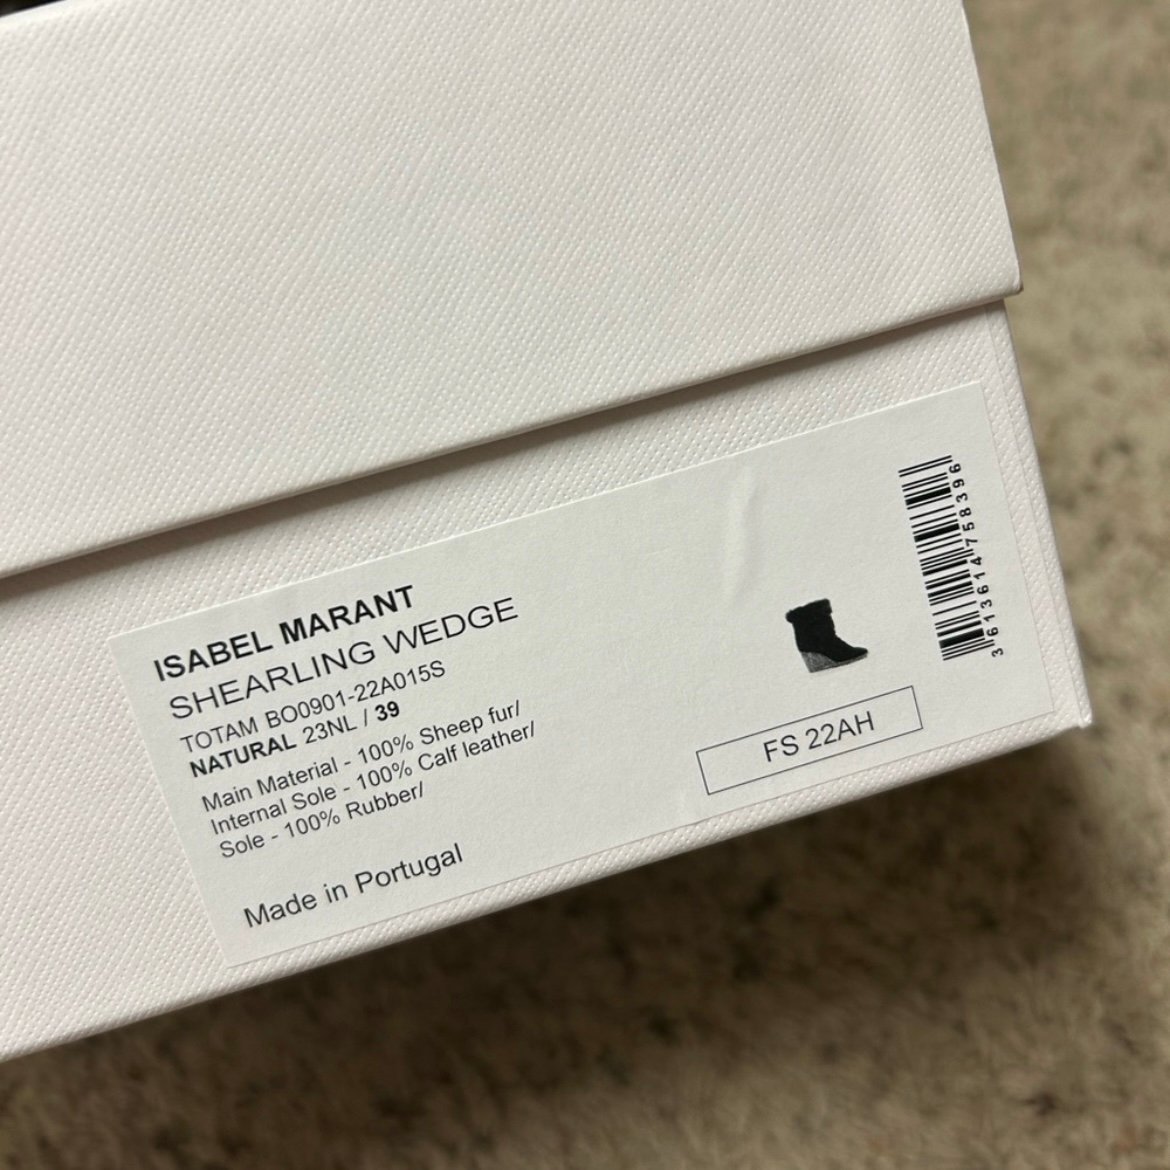 ISABEL MARANT
SHEARLING WEDGE
TOTAM BO0901-22A015S
NATURAL 23NL / 39
Main Material - 100% Sheep fur/
Internal Sole - 100% Calf leather/
Sole - 100% Rubber/
Made in Portugal
FS 22AH
3613614758396